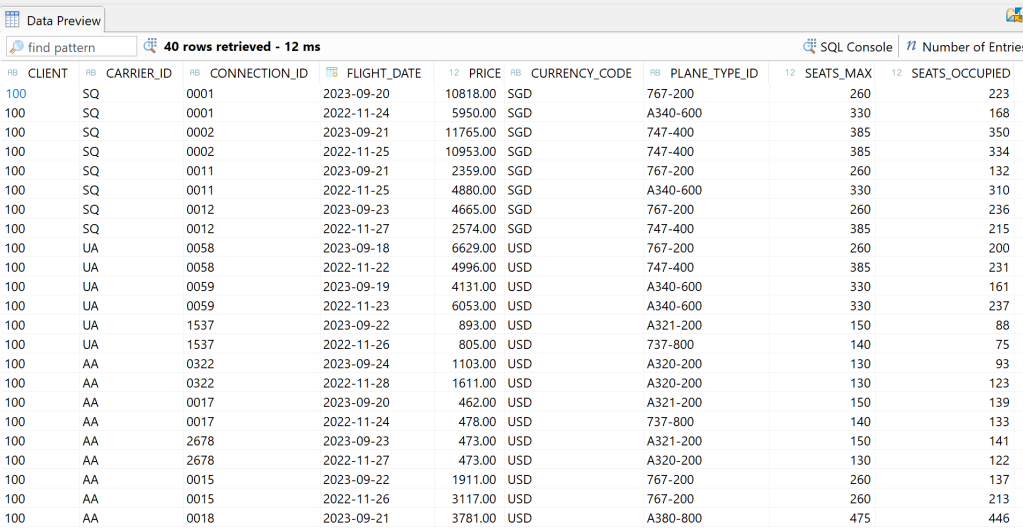 Data Preview
find pattern 40 rows retrieved - 12 ms SQL Console Number of Entries
RB CLIENT RB CARRIER_ID RB CONNECTION_ID FLIGHT_DATE 12 PRICE RB CURRENCY_CODE RB PLANE_TYPE_ID 12 SEATS_MAX 12 SEATS_OCCUPIED
100 SQ 0001 2023-09-20 10818.00 SGD 767-200 260 223
100 SQ 0001 2022-11-24 5950.00 SGD A340-600 330 168
100 SQ 0002 2023-09-21 11765.00 SGD 747-400 385 350
100 SQ 0002 2022-11-25 10953.00 SGD 747-400 385 334
100 SQ 0011 2023-09-21 2359.00 SGD 767-200 260 132
100 SQ 0011 2022-11-25 4880.00 SGD A340-600 330 310
100 SQ 0012 2023-09-23 4665.00 SGD 767-200 260 236
100 SQ 0012 2022-11-27 2574.00 SGD 747-400 385 215
100 UA 0058 2023-09-18 6629.00 USD 767-200 260 200
100 UA 0058 2022-11-22 4996.00 USD 747-400 385 231
100 UA 0059 2023-09-19 4131.00 USD A340-600 330 161
100 UA 0059 2022-11-23 6053.00 USD A340-600 330 237
100 UA 1537 2023-09-22 893.00 USD A321-200 150 88
100 UA 1537 2022-11-26 805.00 USD 737-800 140 75
100 AA 0322 2023-09-24 1103.00 USD A320-200 130 93
100 AA 0322 2022-11-28 1611.00 USD A320-200 130 123
100 AA 0017 2023-09-20 462.00 USD A321-200 150 139
100 AA 0017 2022-11-24 478.00 USD 737-800 140 133
100 AA 2678 2023-09-23 473.00 USD A321-200 150 141
100 AA 2678 2022-11-27 473.00 USD A320-200 130 122
100 AA 0015 2023-09-22 1911.00 USD 767-200 260 137
100 AA 0015 2022-11-26 3117.00 USD 767-200 260 213
100 AA 0018 2023-09-21 3781.00 USD A380-800 475 446